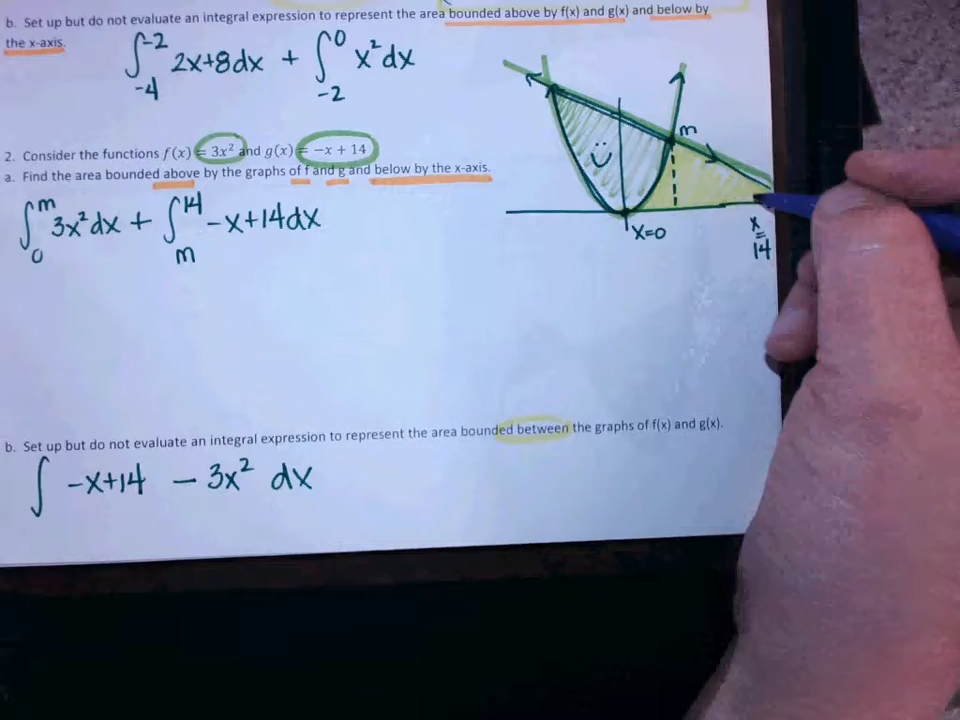 b. Set up but do not evaluate an integral expression to represent the area bounded above by f(x) and g(x) and below by
the x-axis.
∫_{-4}^{-2} 2x+8dx + ∫_{-2}^{0} x²dx
2. Consider the functions f(x) = 3x² and g(x) = −x + 14
a. Find the area bounded above by the graphs of f and g and below by the x-axis.
∫_{0}^{m} 3x²dx + ∫_{m}^{14} -x+14dx
m
x=0
x
=
14
b. Set up but do not evaluate an integral expression to represent the area bounded between the graphs of f(x) and g(x).
∫ -x+14 − 3x² dx